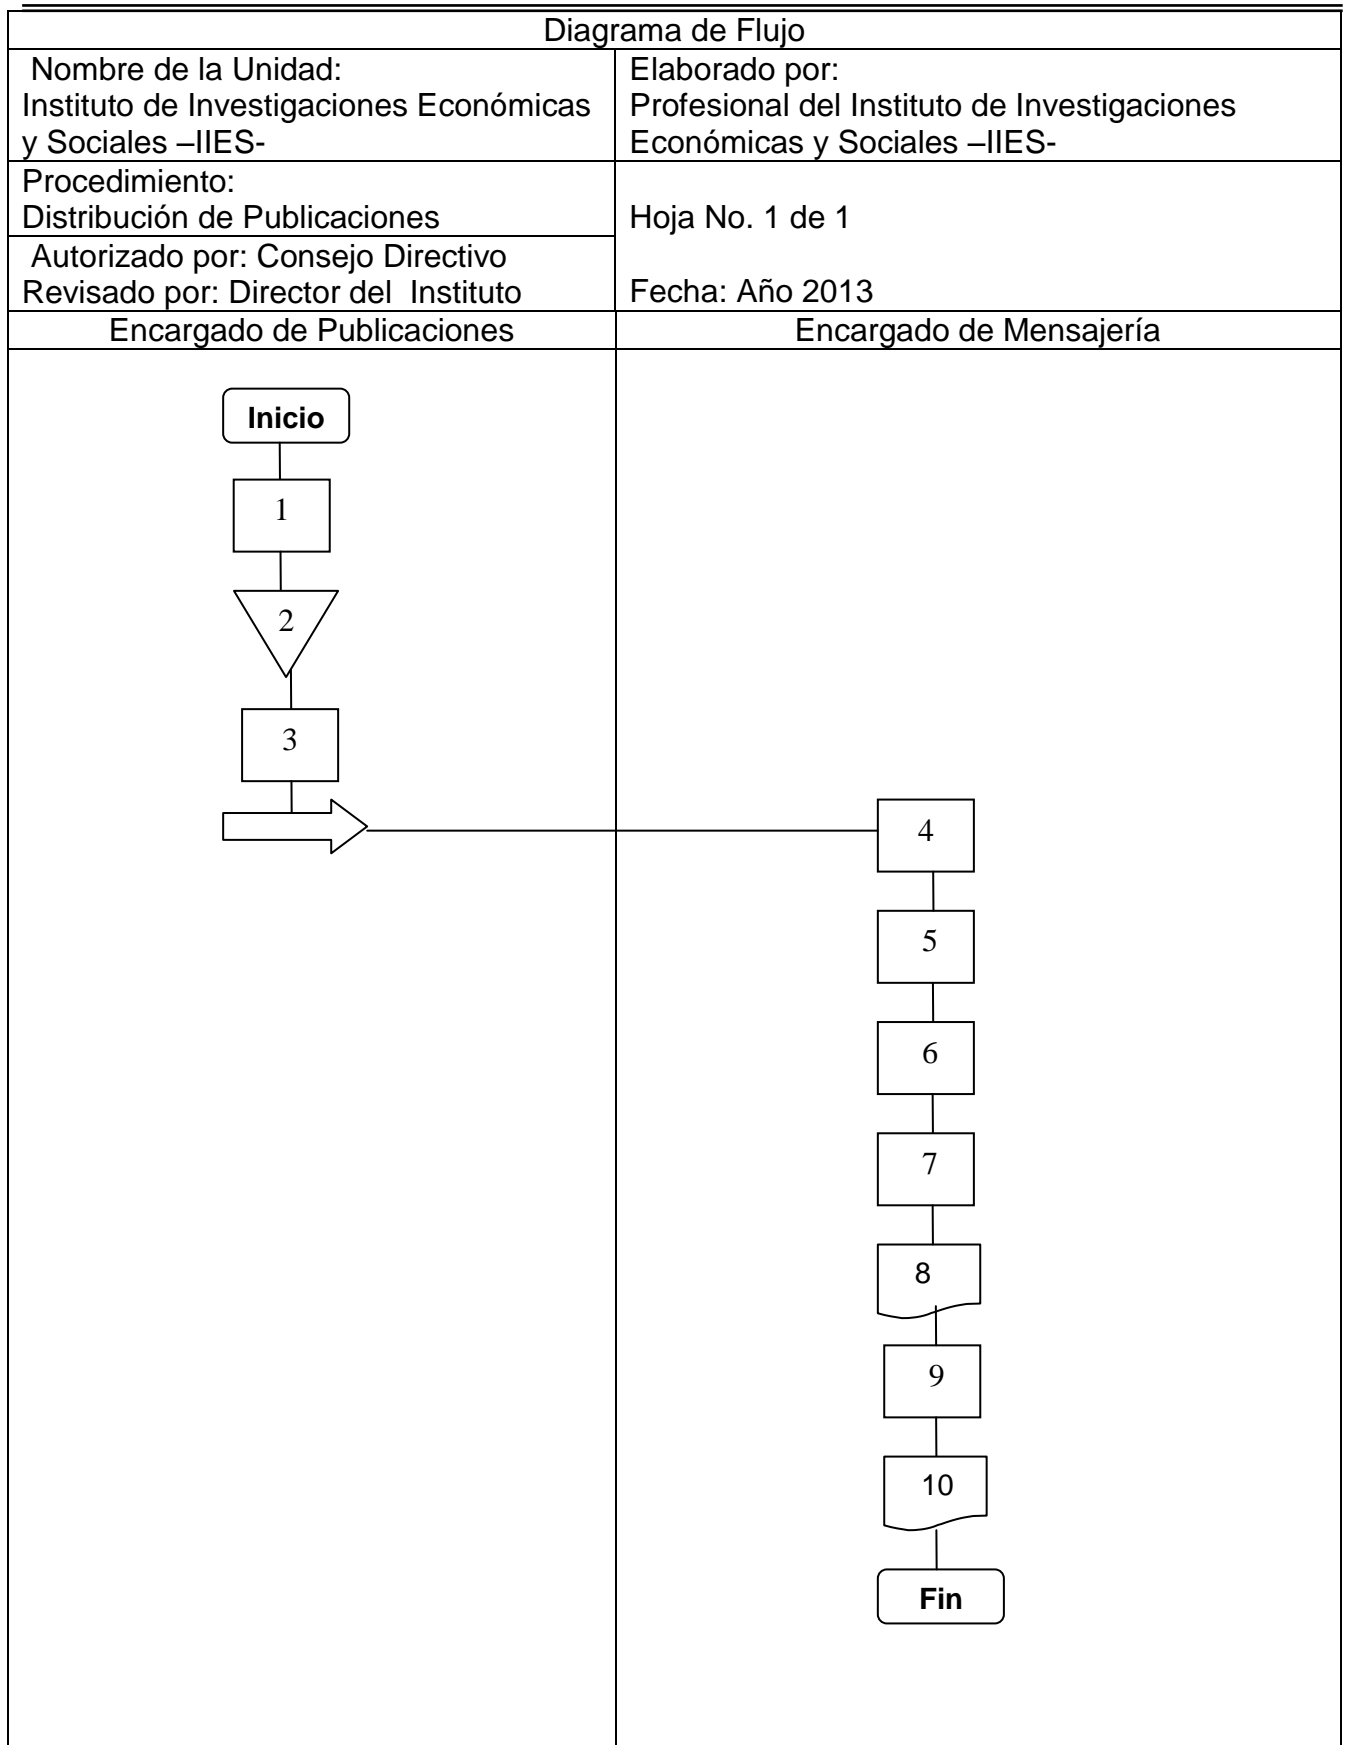 Diagrama de Flujo
Nombre de la Unidad:
Instituto de Investigaciones Económicas
y Sociales –IIES-
Elaborado por:
Profesional del Instituto de Investigaciones
Económicas y Sociales –IIES-
Procedimiento:
Distribución de Publicaciones
Hoja No. 1 de 1
Autorizado por: Consejo Directivo
Revisado por: Director del Instituto
Fecha: Año 2013
Encargado de Publicaciones
Encargado de Mensajería
Inicio
1
2
3
4
5
6
7
8
9
10
Fin